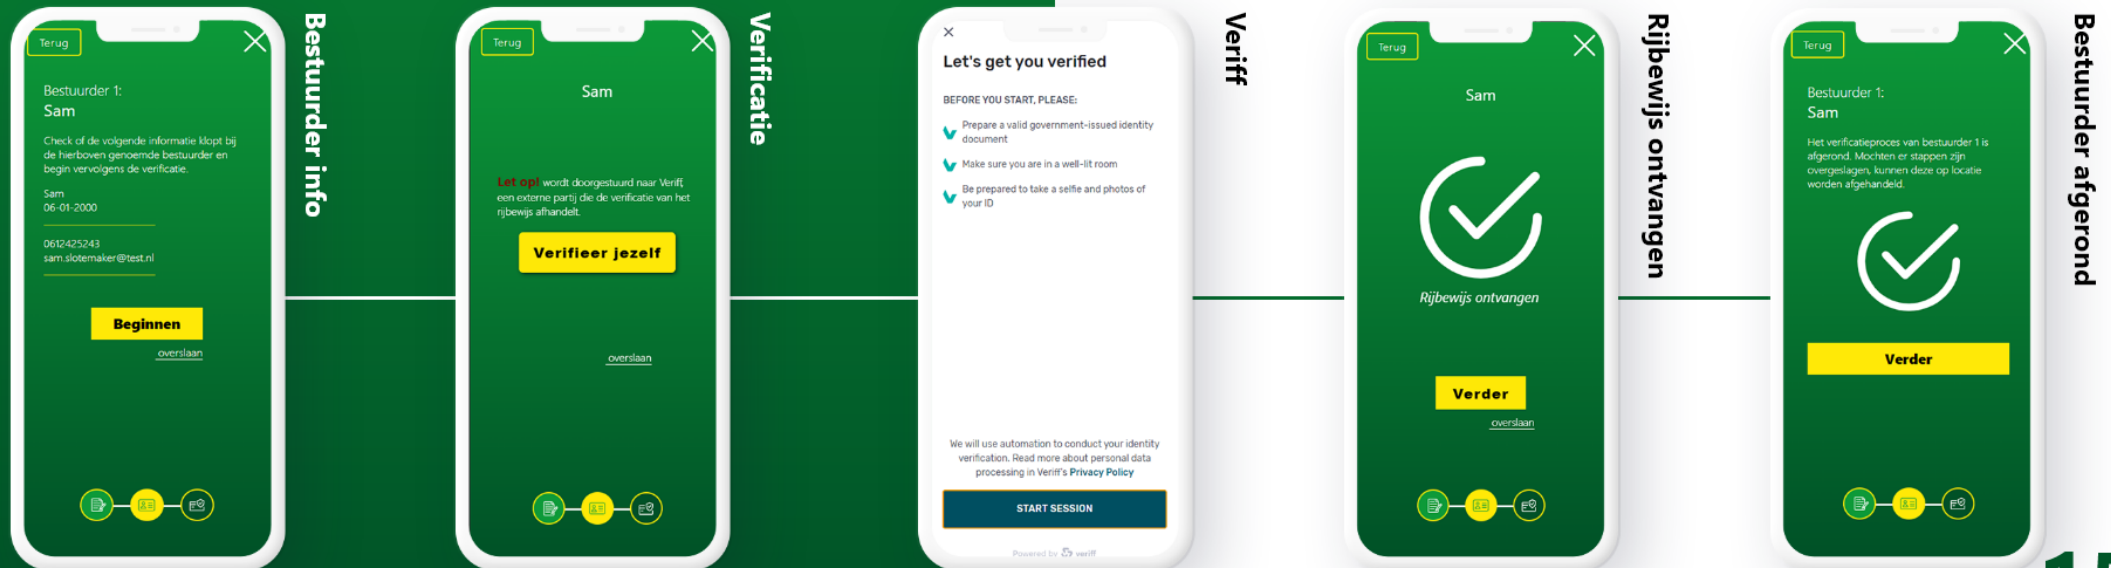 Terug
Bestuurder 1:
Sam
Check of de volgende informatie klopt bij
de hierboven genoemde bestuurder en
begin vervolgens de verificatie.
Sam
06-01-2000
0612425243
sam.slotemaker@test.nl
Beginnen
overslaan
Bestuurder info
Terug
Sam
Let op! wordt doorgestuurd naar Veriff,
een externe partij die de verificatie van het
rijbewijs afhandelt.
Verifieer jezelf
overslaan
Verificatie
Let's get you verified
BEFORE YOU START, PLEASE:
Prepare a valid government-issued identity
document
Make sure you are in a well-lit room
Be prepared to take a selfie and photos of
your ID
We will use automation to conduct your identity
verification. Read more about personal data
processing in Veriff's Privacy Policy
START SESSION
Powered by veriff
Veriff
Terug
Sam
Rijbewijs ontvangen
Verder
overslaan
Rijbewijs ontvangen
Terug
Bestuurder 1:
Sam
Het verificatieproces van bestuurder 1 is
afgerond. Mochten er stappen zijn
overgeslagen, kunnen deze op locatie
worden afgehandeld.
Verder
Bestuurder afgerond